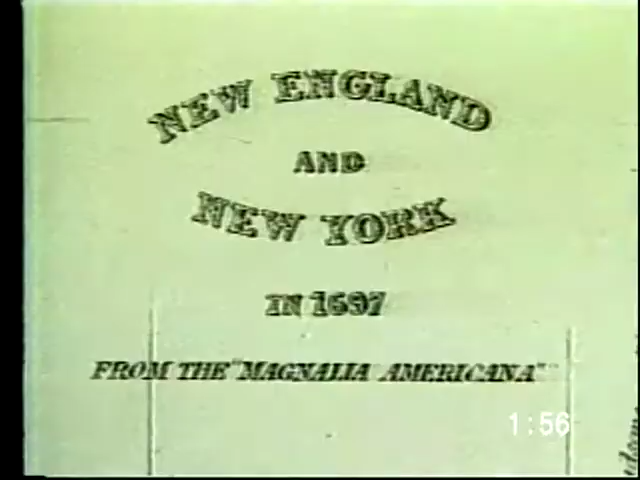 NEW ENGLAND
AND
NEW YORK
IN 1697
FROM THE "MAGNALIA AMERICANA"
1:56